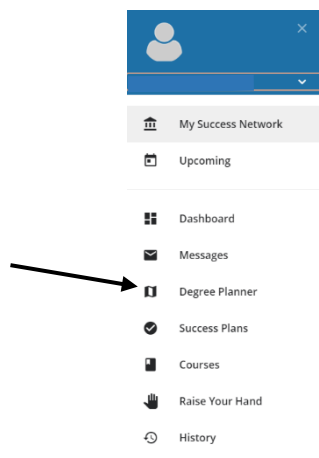 My Success Network
Upcoming
Dashboard
Messages
Degree Planner
Success Plans
Courses
Raise Your Hand
History